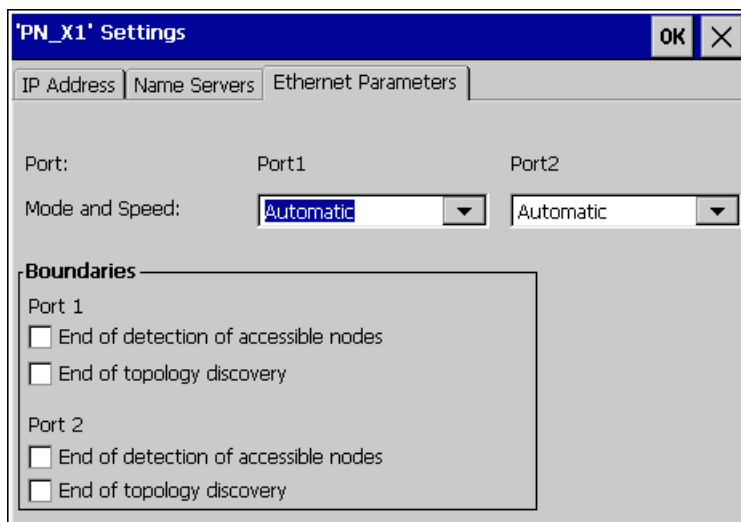 'PN_X1' Settings OK
IP Address Name Servers Ethernet Parameters
Port: Port1 Port2
Mode and Speed: Automatic Automatic
Boundaries
Port 1
End of detection of accessible nodes
End of topology discovery
Port 2
End of detection of accessible nodes
End of topology discovery